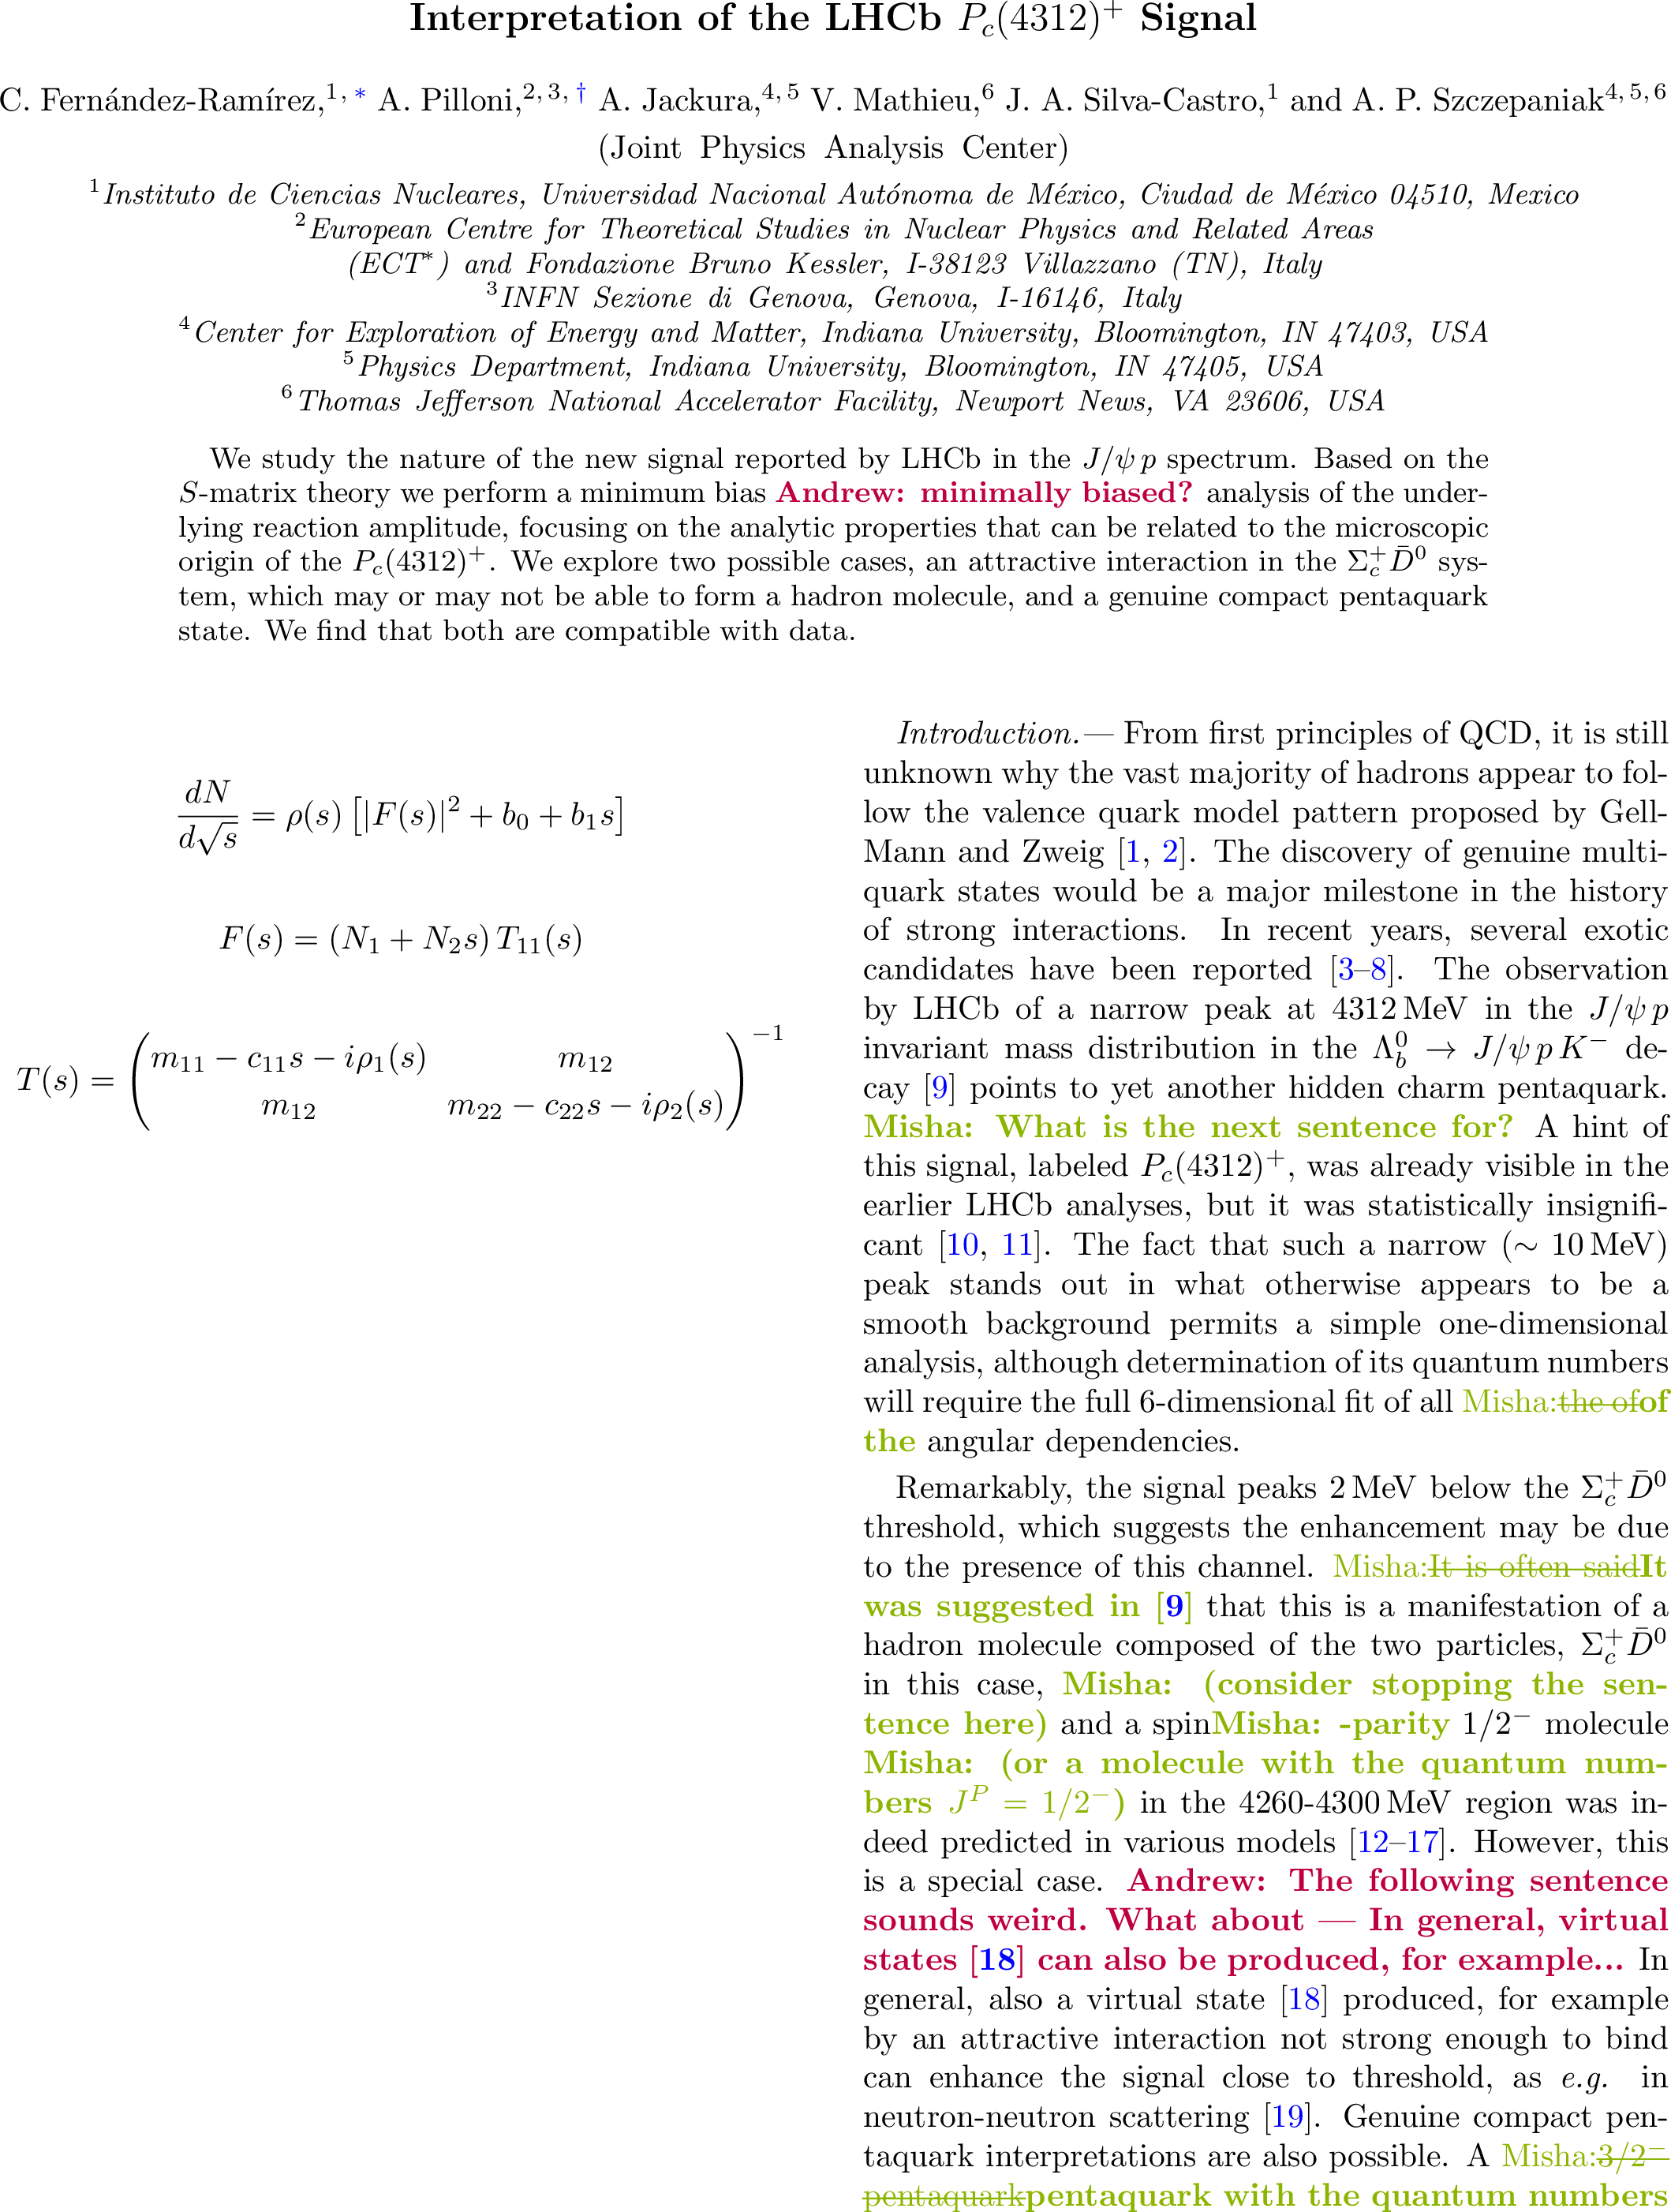 Interpretation of the LHCb P_c(4312)^+ Signal
C. Fernández-Ramírez,^{1, *} A. Pilloni,^{2, 3, †} A. Jackura,^{4, 5} V. Mathieu,^6 J. A. Silva-Castro,^1 and A. P. Szczepaniak^{4, 5, 6}
(Joint Physics Analysis Center)
^1Instituto de Ciencias Nucleares, Universidad Nacional Autónoma de México, Ciudad de México 04510, Mexico
^2European Centre for Theoretical Studies in Nuclear Physics and Related Areas
(ECT*) and Fondazione Bruno Kessler, I-38123 Villazzano (TN), Italy
^3INFN Sezione di Genova, Genova, I-16146, Italy
^4Center for Exploration of Energy and Matter, Indiana University, Bloomington, IN 47403, USA
^5Physics Department, Indiana University, Bloomington, IN 47405, USA
^6Thomas Jefferson National Accelerator Facility, Newport News, VA 23606, USA
We study the nature of the new signal reported by LHCb in the J/ψ p spectrum. Based on the
S-matrix theory we perform a minimum bias Andrew: minimally biased? analysis of the under-
lying reaction amplitude, focusing on the analytic properties that can be related to the microscopic
origin of the P_c(4312)^+. We explore two possible cases, an attractive interaction in the Σ_c^+ D̄^0 sys-
tem, which may or may not be able to form a hadron molecule, and a genuine compact pentaquark
state. We find that both are compatible with data.
\frac{dN}{d\sqrt{s}} = ρ(s) [|F(s)|^2 + b_0 + b_1 s]
F(s) = (N_1 + N_2 s) T_{11}(s)
T(s) = \begin{pmatrix} m_{11} − c_{11}s − iρ_1(s) & m_{12} \\ m_{12} & m_{22} − c_{22}s − iρ_2(s) \end{pmatrix}^{−1}
Introduction.— From first principles of QCD, it is still
unknown why the vast majority of hadrons appear to fol-
low the valence quark model pattern proposed by Gell-
Mann and Zweig [1, 2]. The discovery of genuine multi-
quark states would be a major milestone in the history
of strong interactions. In recent years, several exotic
candidates have been reported [3–8]. The observation
by LHCb of a narrow peak at 4312 MeV in the J/ψ p
invariant mass distribution in the Λ_b^0 → J/ψ p K^− de-
cay [9] points to yet another hidden charm pentaquark.
Misha: What is the next sentence for? A hint of
this signal, labeled P_c(4312)^+, was already visible in the
earlier LHCb analyses, but it was statistically insignifi-
cant [10, 11]. The fact that such a narrow (∼ 10 MeV)
peak stands out in what otherwise appears to be a
smooth background permits a simple one-dimensional
analysis, although determination of its quantum numbers
will require the full 6-dimensional fit of all Misha:the ofof
the angular dependencies.
Remarkably, the signal peaks 2 MeV below the Σ_c^+ D̄^0
threshold, which suggests the enhancement may be due
to the presence of this channel. Misha:It is often saidIt
was suggested in [9] that this is a manifestation of a
hadron molecule composed of the two particles, Σ_c^+ D̄^0
in this case, Misha: (consider stopping the sen-
tence here) and a spinMisha: -parity 1/2^− molecule
Misha: (or a molecule with the quantum num-
bers J^P = 1/2^−) in the 4260-4300 MeV region was in-
deed predicted in various models [12–17]. However, this
is a special case. Andrew: The following sentence
sounds weird. What about — In general, virtual
states [18] can also be produced, for example... In
general, also a virtual state [18] produced, for example
by an attractive interaction not strong enough to bind
can enhance the signal close to threshold, as e.g. in
neutron-neutron scattering [19]. Genuine compact pen-
taquark interpretations are also possible. A Misha:3/2^−
pentaquarkpentaquark with the quantum numbers